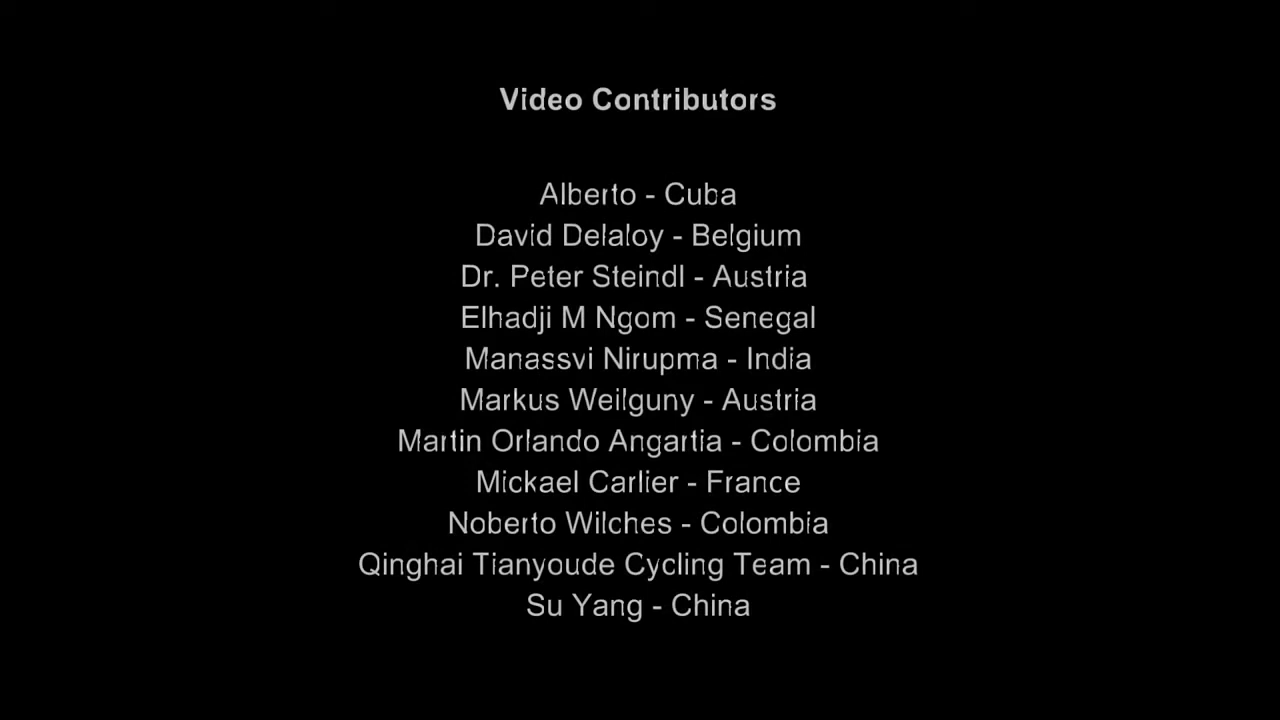 Video Contributors
Alberto - Cuba
David Delaloy - Belgium
Dr. Peter Steindl - Austria
Elhadji M Ngom - Senegal
Manassvi Nirupma - India
Markus Weilguny - Austria
Martin Orlando Angartia - Colombia
Mickael Carlier - France
Noberto Wilches - Colombia
Qinghai Tianyoude Cycling Team - China
Su Yang - China